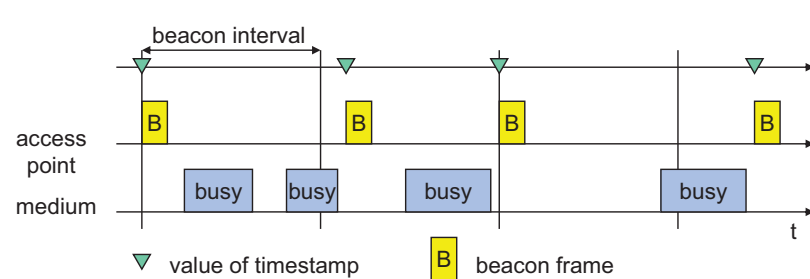 beacon interval
B B B B
access
point
busy busy busy busy
medium
t
value of timestamp B beacon frame